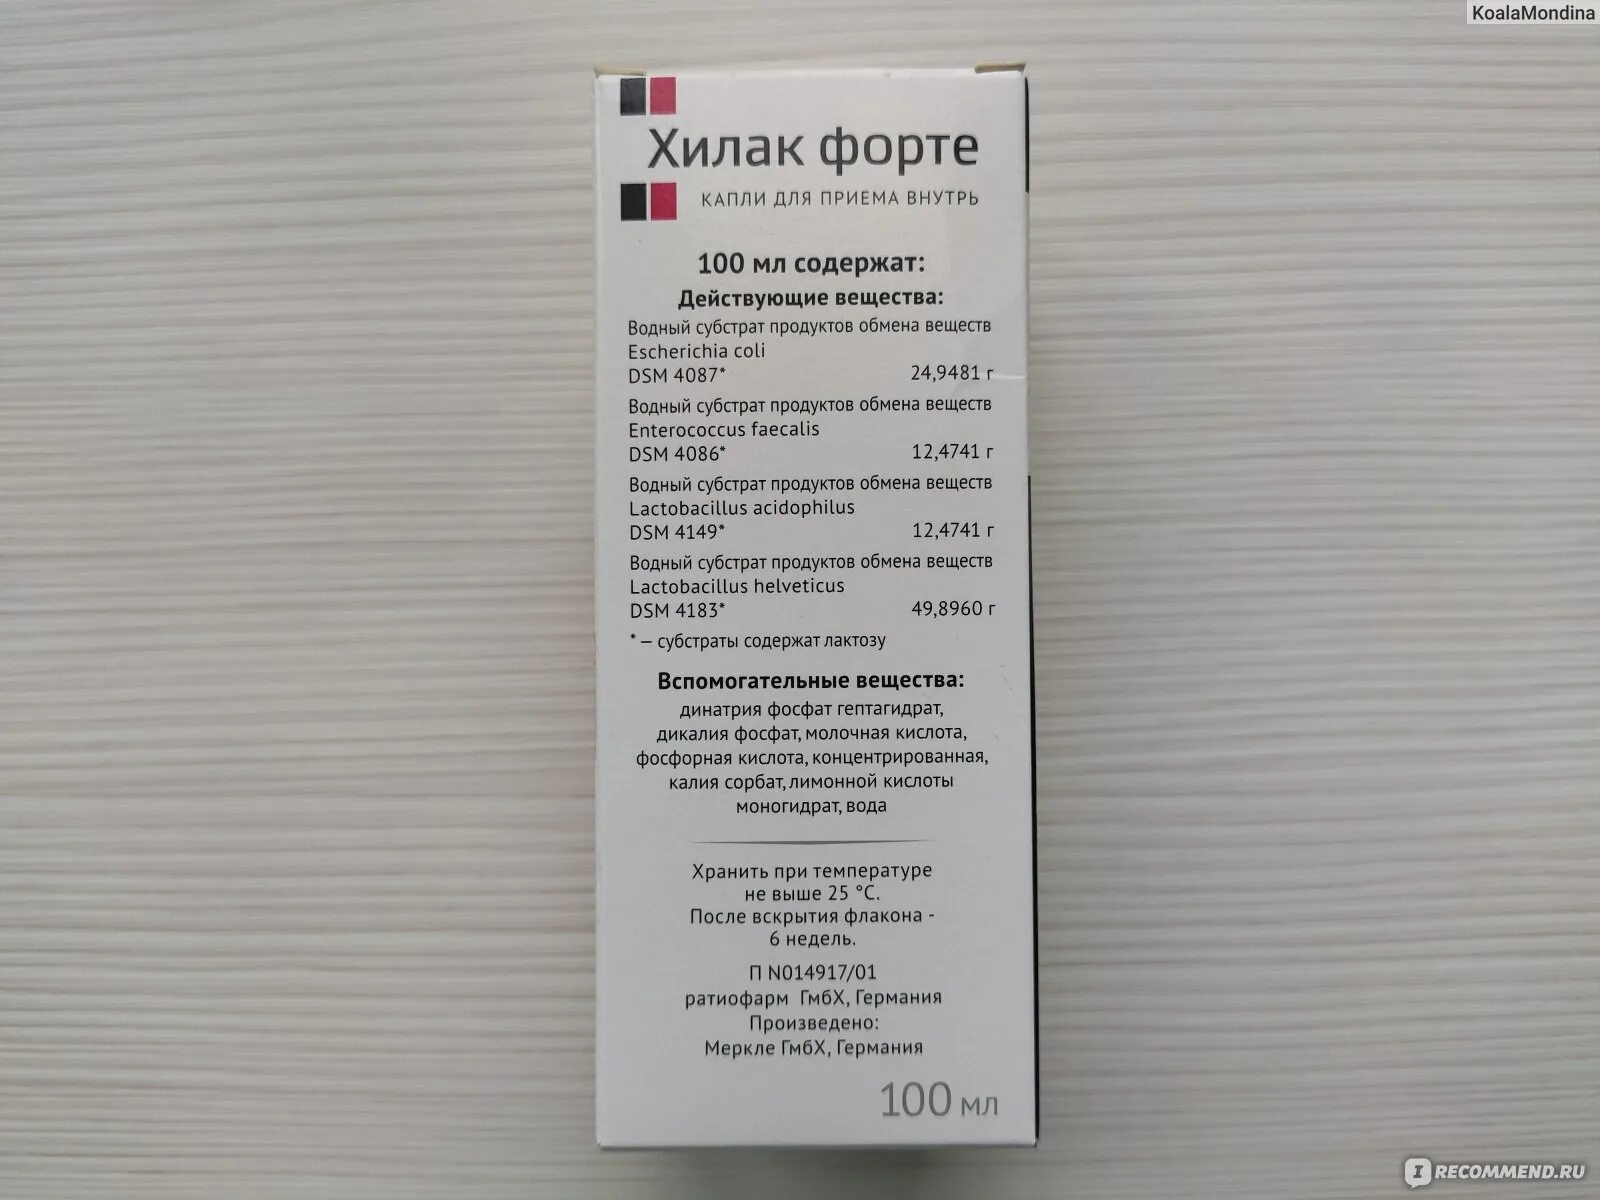 KoalaMondina
Хилак форте
КАПЛИ ДЛЯ ПРИЕМА ВНУТРЬ
100 мл содержат:
Действующие вещества:
Водный субстрат продуктов обмена веществ
Escherichia coli
DSM 4087* 24,9481 г
Водный субстрат продуктов обмена веществ
Enterococcus faecalis
DSM 4086* 12,4741 г
Водный субстрат продуктов обмена веществ
Lactobacillus acidophilus
DSM 4149* 12,4741 г
Водный субстрат продуктов обмена веществ
Lactobacillus helveticus
DSM 4183* 49,8960 г
* — субстраты содержат лактозу
Вспомогательные вещества:
динатрия фосфат гептагидрат,
дикалия фосфат, молочная кислота,
фосфорная кислота, концентрированная,
калия сорбат, лимонной кислоты
моногидрат, вода
Хранить при температуре
не выше 25 °С.
После вскрытия флакона -
6 недель.
П N014917/01
ратиофарм ГмбХ, Германия
Произведено:
Меркле ГмбХ, Германия
100 мл
I RECOMMEND.RU